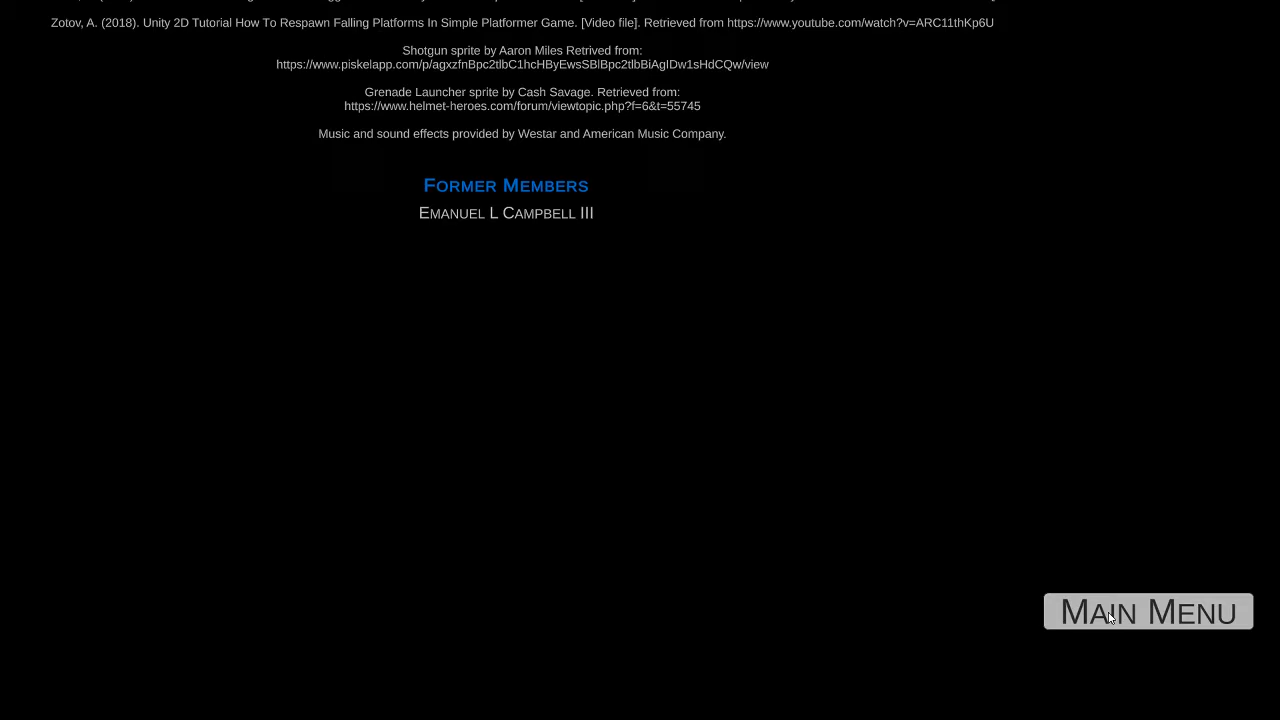 Zotov, A. (2018). Unity 2D Tutorial How To Respawn Falling Platforms In Simple Platformer Game. [Video file]. Retrieved from https://www.youtube.com/watch?v=ARC11thKp6U
Shotgun sprite by Aaron Miles Retrived from:
https://www.piskelapp.com/p/agxzfnBpc2tlbC1hcHByEwsSBlBpc2tlbBiAgIDw1sHdCQw/view
Grenade Launcher sprite by Cash Savage. Retrieved from:
https://www.helmet-heroes.com/forum/viewtopic.php?f=6&t=55745
Music and sound effects provided by Westar and American Music Company.
Former Members
Emanuel L Campbell III
Main Menu